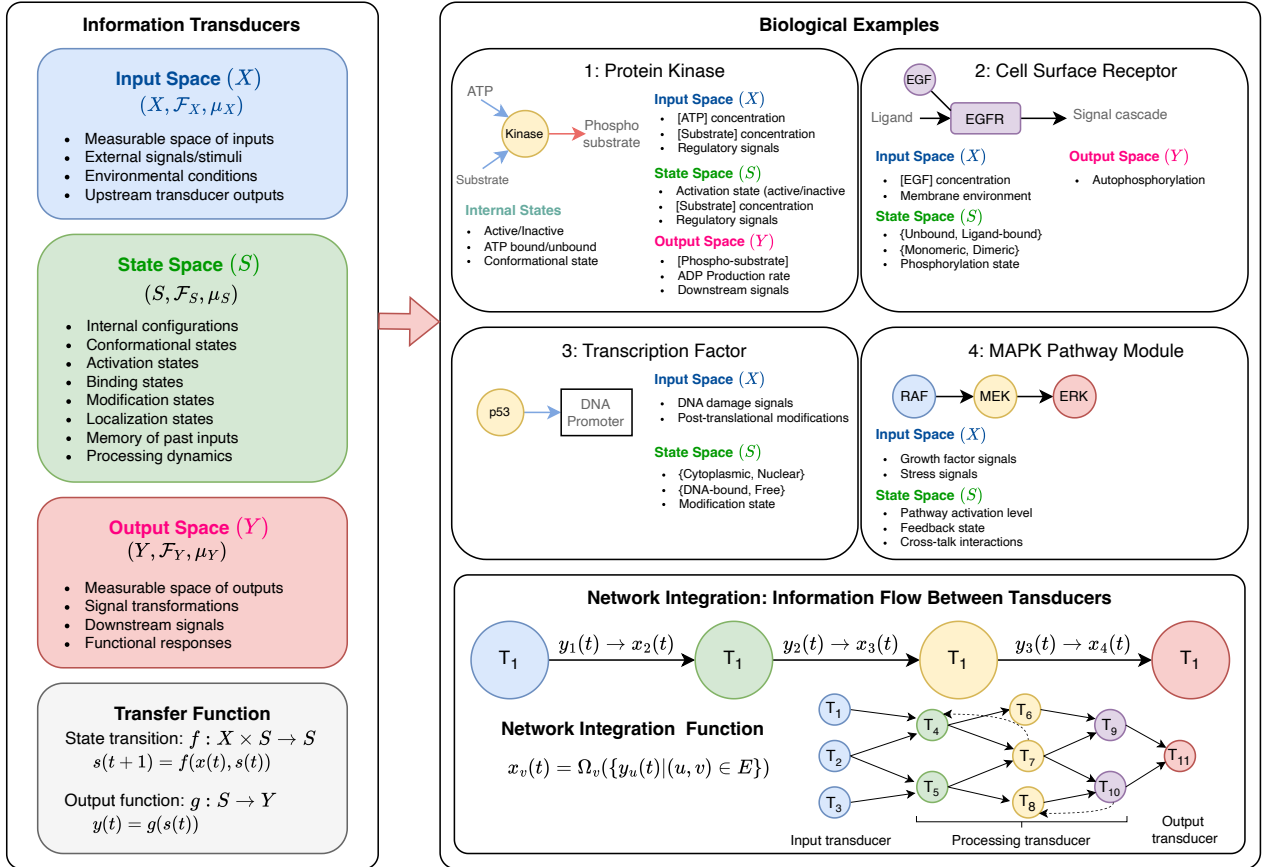 Information Transducers
Input Space (X)
(X, 𝓕_X, μ_X)
• Measurable space of inputs
• External signals/stimuli
• Environmental conditions
• Upstream transducer outputs
State Space (S)
(S, 𝓕_S, μ_S)
• Internal configurations
• Conformational states
• Activation states
• Binding states
• Modification states
• Localization states
• Memory of past inputs
• Processing dynamics
Output Space (Y)
(Y, 𝓕_Y, μ_Y)
• Measurable space of outputs
• Signal transformations
• Downstream signals
• Functional responses
Transfer Function
State transition: f : X × S → S
s(t + 1) = f(x(t), s(t))
Output function: g : S → Y
y(t) = g(s(t))
Biological Examples
1: Protein Kinase
ATP
Kinase
Phospho
substrate
Substrate
Internal States
• Active/Inactive
• ATP bound/unbound
• Conformational state
Input Space (X)
• [ATP] concentration
• [Substrate] concentration
• Regulatory signals
State Space (S)
• Activation state (active/inactive
• [Substrate] concentration
• Regulatory signals
Output Space (Y)
• [Phospho-substrate]
• ADP Production rate
• Downstream signals
2: Cell Surface Receptor
EGF
Ligand
EGFR
Signal cascade
Input Space (X)
• [EGF] concentration
• Membrane environment
State Space (S)
• {Unbound, Ligand-bound}
• {Monomeric, Dimeric}
• Phosphorylation state
Output Space (Y)
• Autophosphorylation
3: Transcription Factor
p53
DNA
Promoter
Input Space (X)
• DNA damage signals
• Post-translational modifications
State Space (S)
• {Cytoplasmic, Nuclear}
• {DNA-bound, Free}
• Modification state
4: MAPK Pathway Module
RAF
MEK
ERK
Input Space (X)
• Growth factor signals
• Stress signals
State Space (S)
• Pathway activation level
• Feedback state
• Cross-talk interactions
Network Integration: Information Flow Between Tansducers
T₁
y₁(t) → x₂(t)
T₁
y₂(t) → x₃(t)
T₁
y₃(t) → x₄(t)
T₁
Network Integration Function
x_v(t) = Ω_v({y_u(t)|(u, v) ∈ E})
T₁
T₂
T₃
T₄
T₅
T₆
T₇
T₈
T₉
T₁₀
T₁₁
Input transducer
Processing transducer
Output
transducer